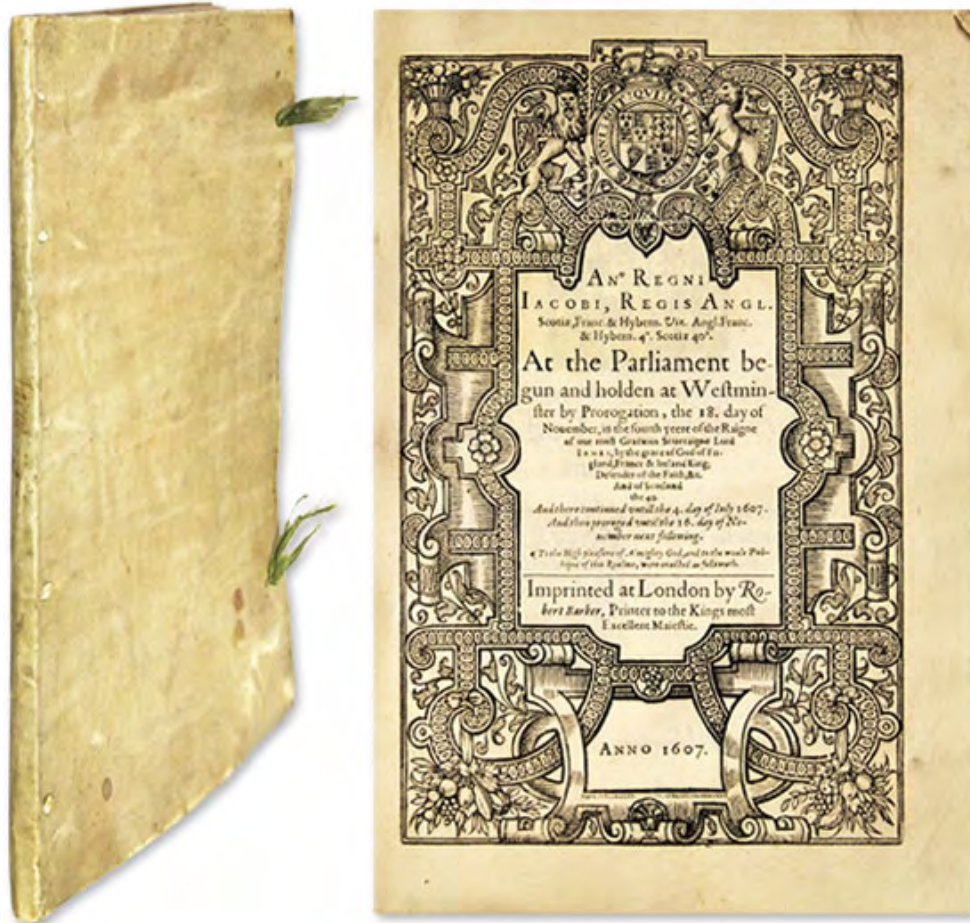 AN° REGNI
IACOBI, REGIS ANGL.
Scotiæ, Franc. & Hybern. Viz. Angl. Franc.
& Hybern. 4°. Scotiæ 40°.
At the Parliament be-
gun and holden at Weſtmin-
ſter by Prorogation, the 18. day of
Nouember, in the fourth yeere of the Raigne
of our moſt Gracious Soueraigne Lord
IAMES, by the grace of God of En-
gland, France & Ireland King,
Defender of the Faith, &c.
And of Scotland
the 40.
And there continued vntill the 4. day of Iuly 1607.
And then proroged vntill the 16. day of No-
uember next following.
To the High pleaſure of Almighty God, and to the weale Pub-
lique of this Realme, were enacted as followeth.
Imprinted at London by Ro-
bert Barker, Printer to the Kings moſt
Excellent Maieſtie.
ANNO 1607.